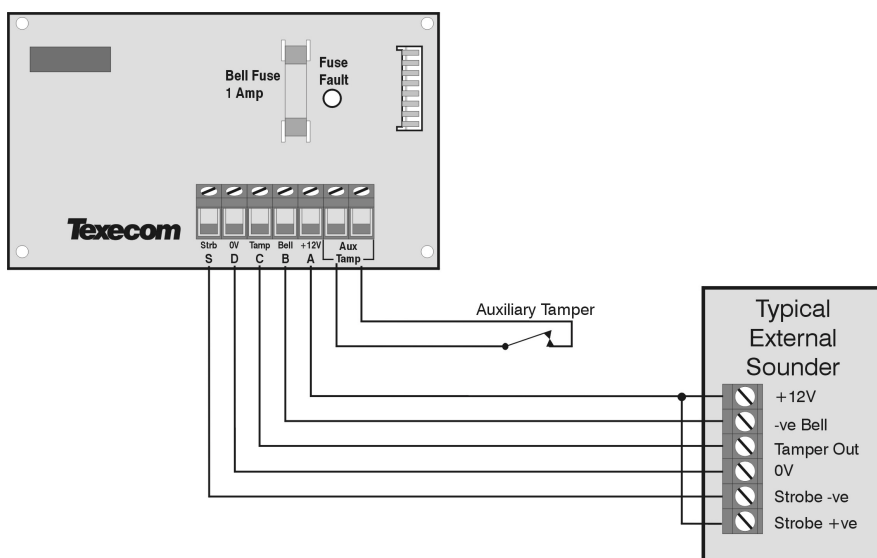 Bell Fuse
1 Amp
Fuse
Fault
Texecom
Strb 0V Tamp Bell +12V Aux
S D C B A Tamp
Auxiliary Tamper
Typical
External
Sounder
+12V
-ve Bell
Tamper Out
0V
Strobe -ve
Strobe +ve